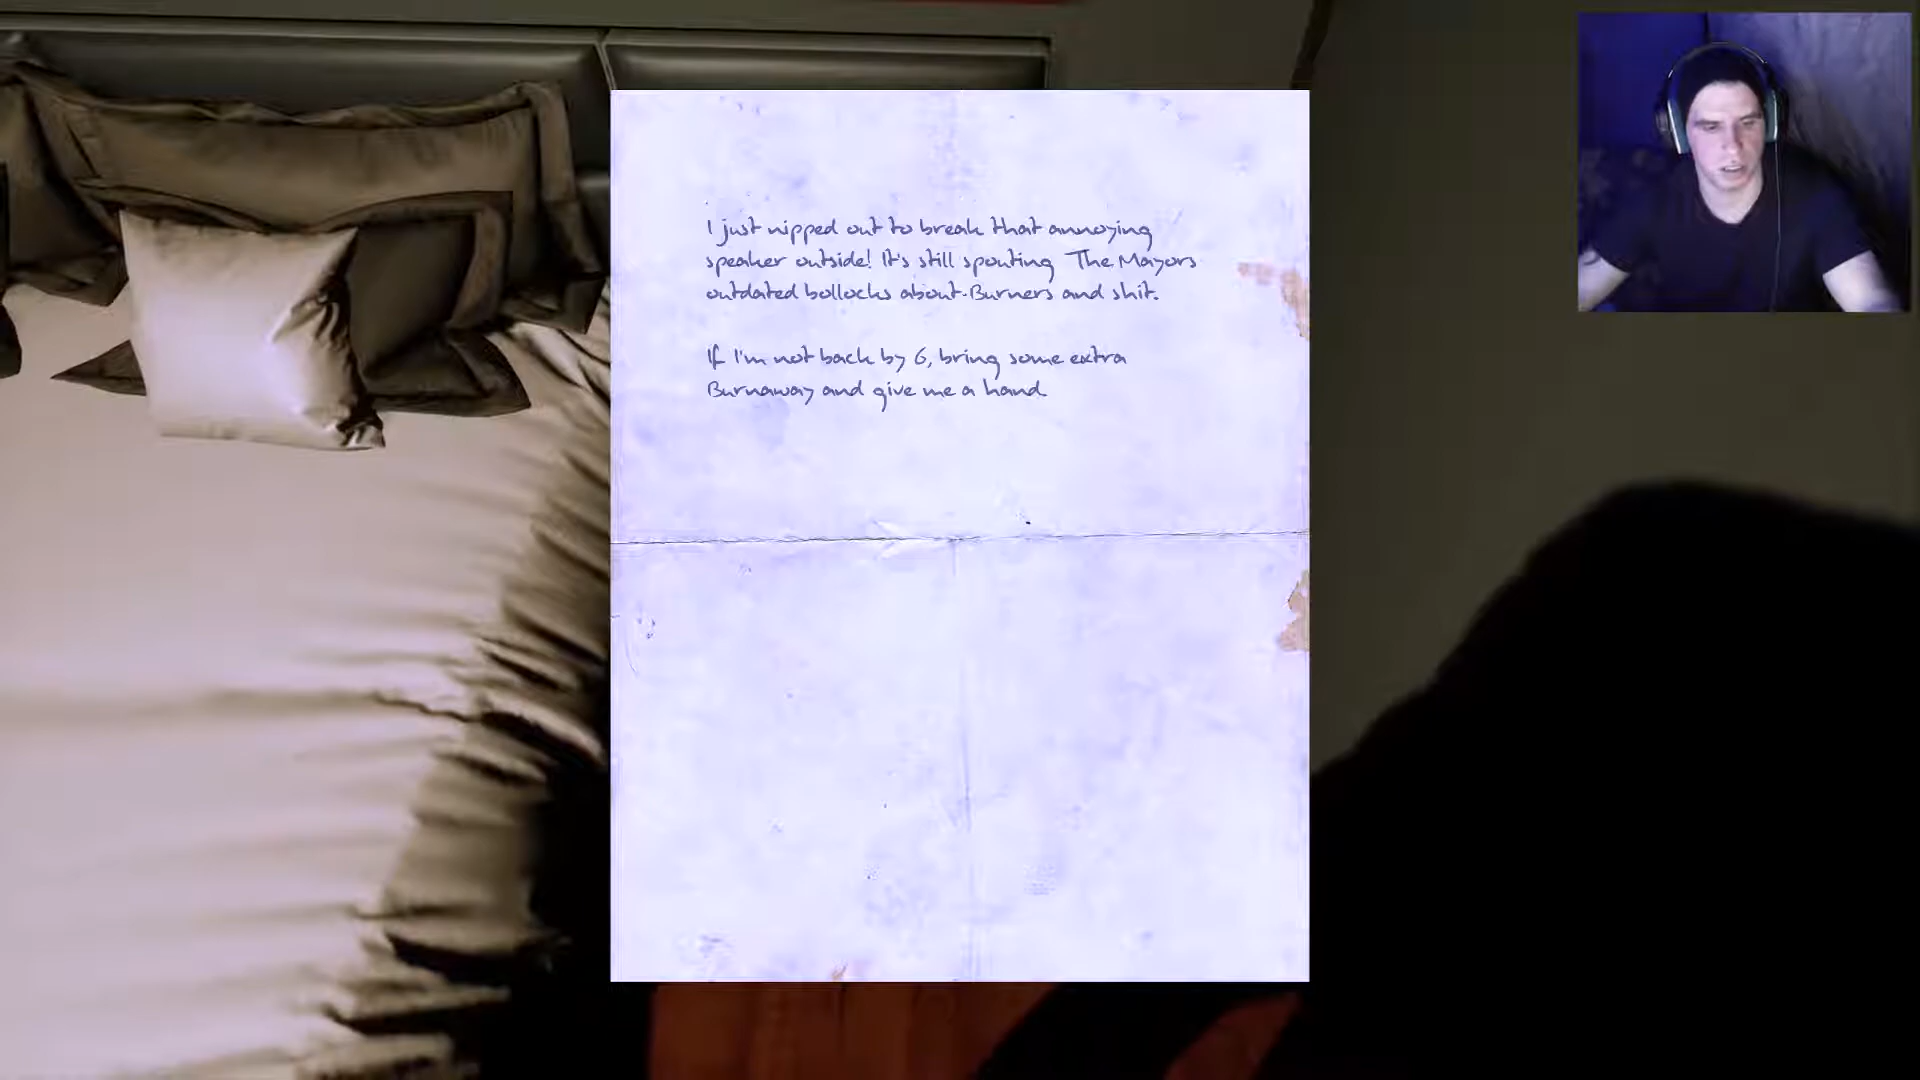 I just nipped out to break that annoying
speaker outside! It's still spouting The Mayors
outdated bollocks about Burners and shit.
If I'm not back by 6, bring some extra
Burnaway and give me a hand